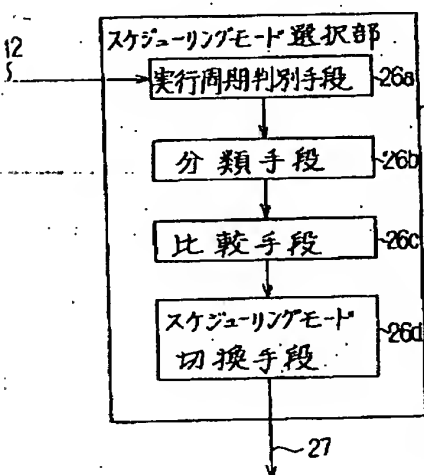 スケジューリングモード選択部
12
実行周期判別手段
26a
分類手段
26b
比較手段
26c
スケジューリングモード
切換手段
26d
27